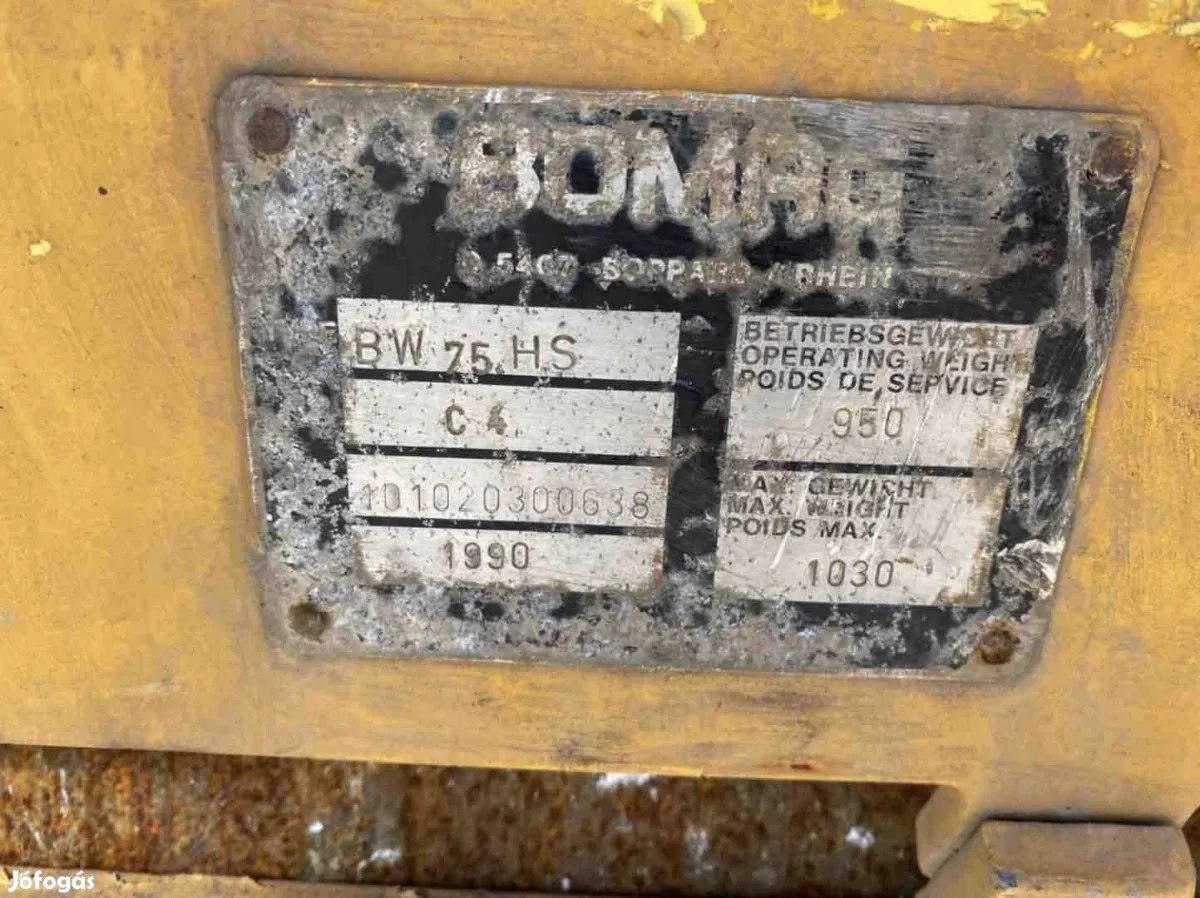 BOMAG
D-5407 BOPPARD / RHEIN
BW 75 HS
C 4
101020300638
1990
BETRIEBSGEWICHT
OPERATING WEIGHT
POIDS DE SERVICE
950
MAX. GEWICHT
MAX. WEIGHT
POIDS MAX.
1030
Jófogás